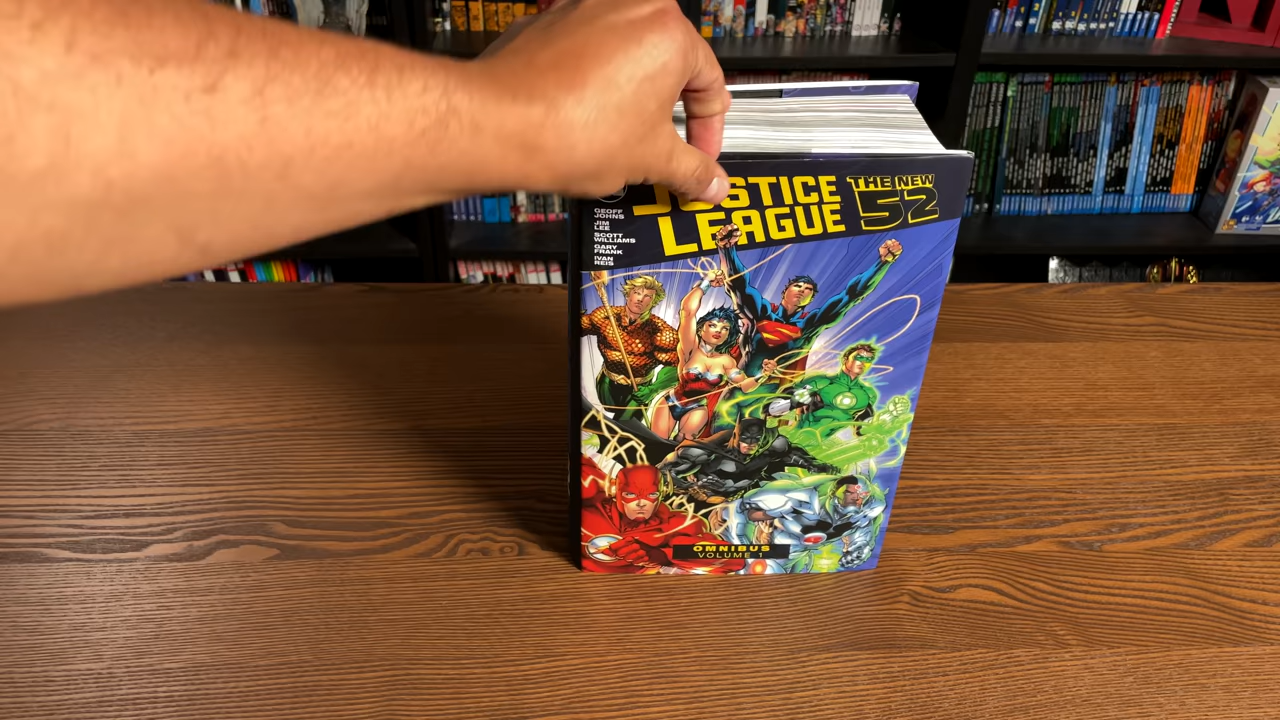 JUSTICE
LEAGUE
THE NEW
52
GEOFF
JOHNS
JIM
LEE
SCOTT
WILLIAMS
GARY
FRANK
IVAN
REIS
OMNIBUS
VOLUME 1